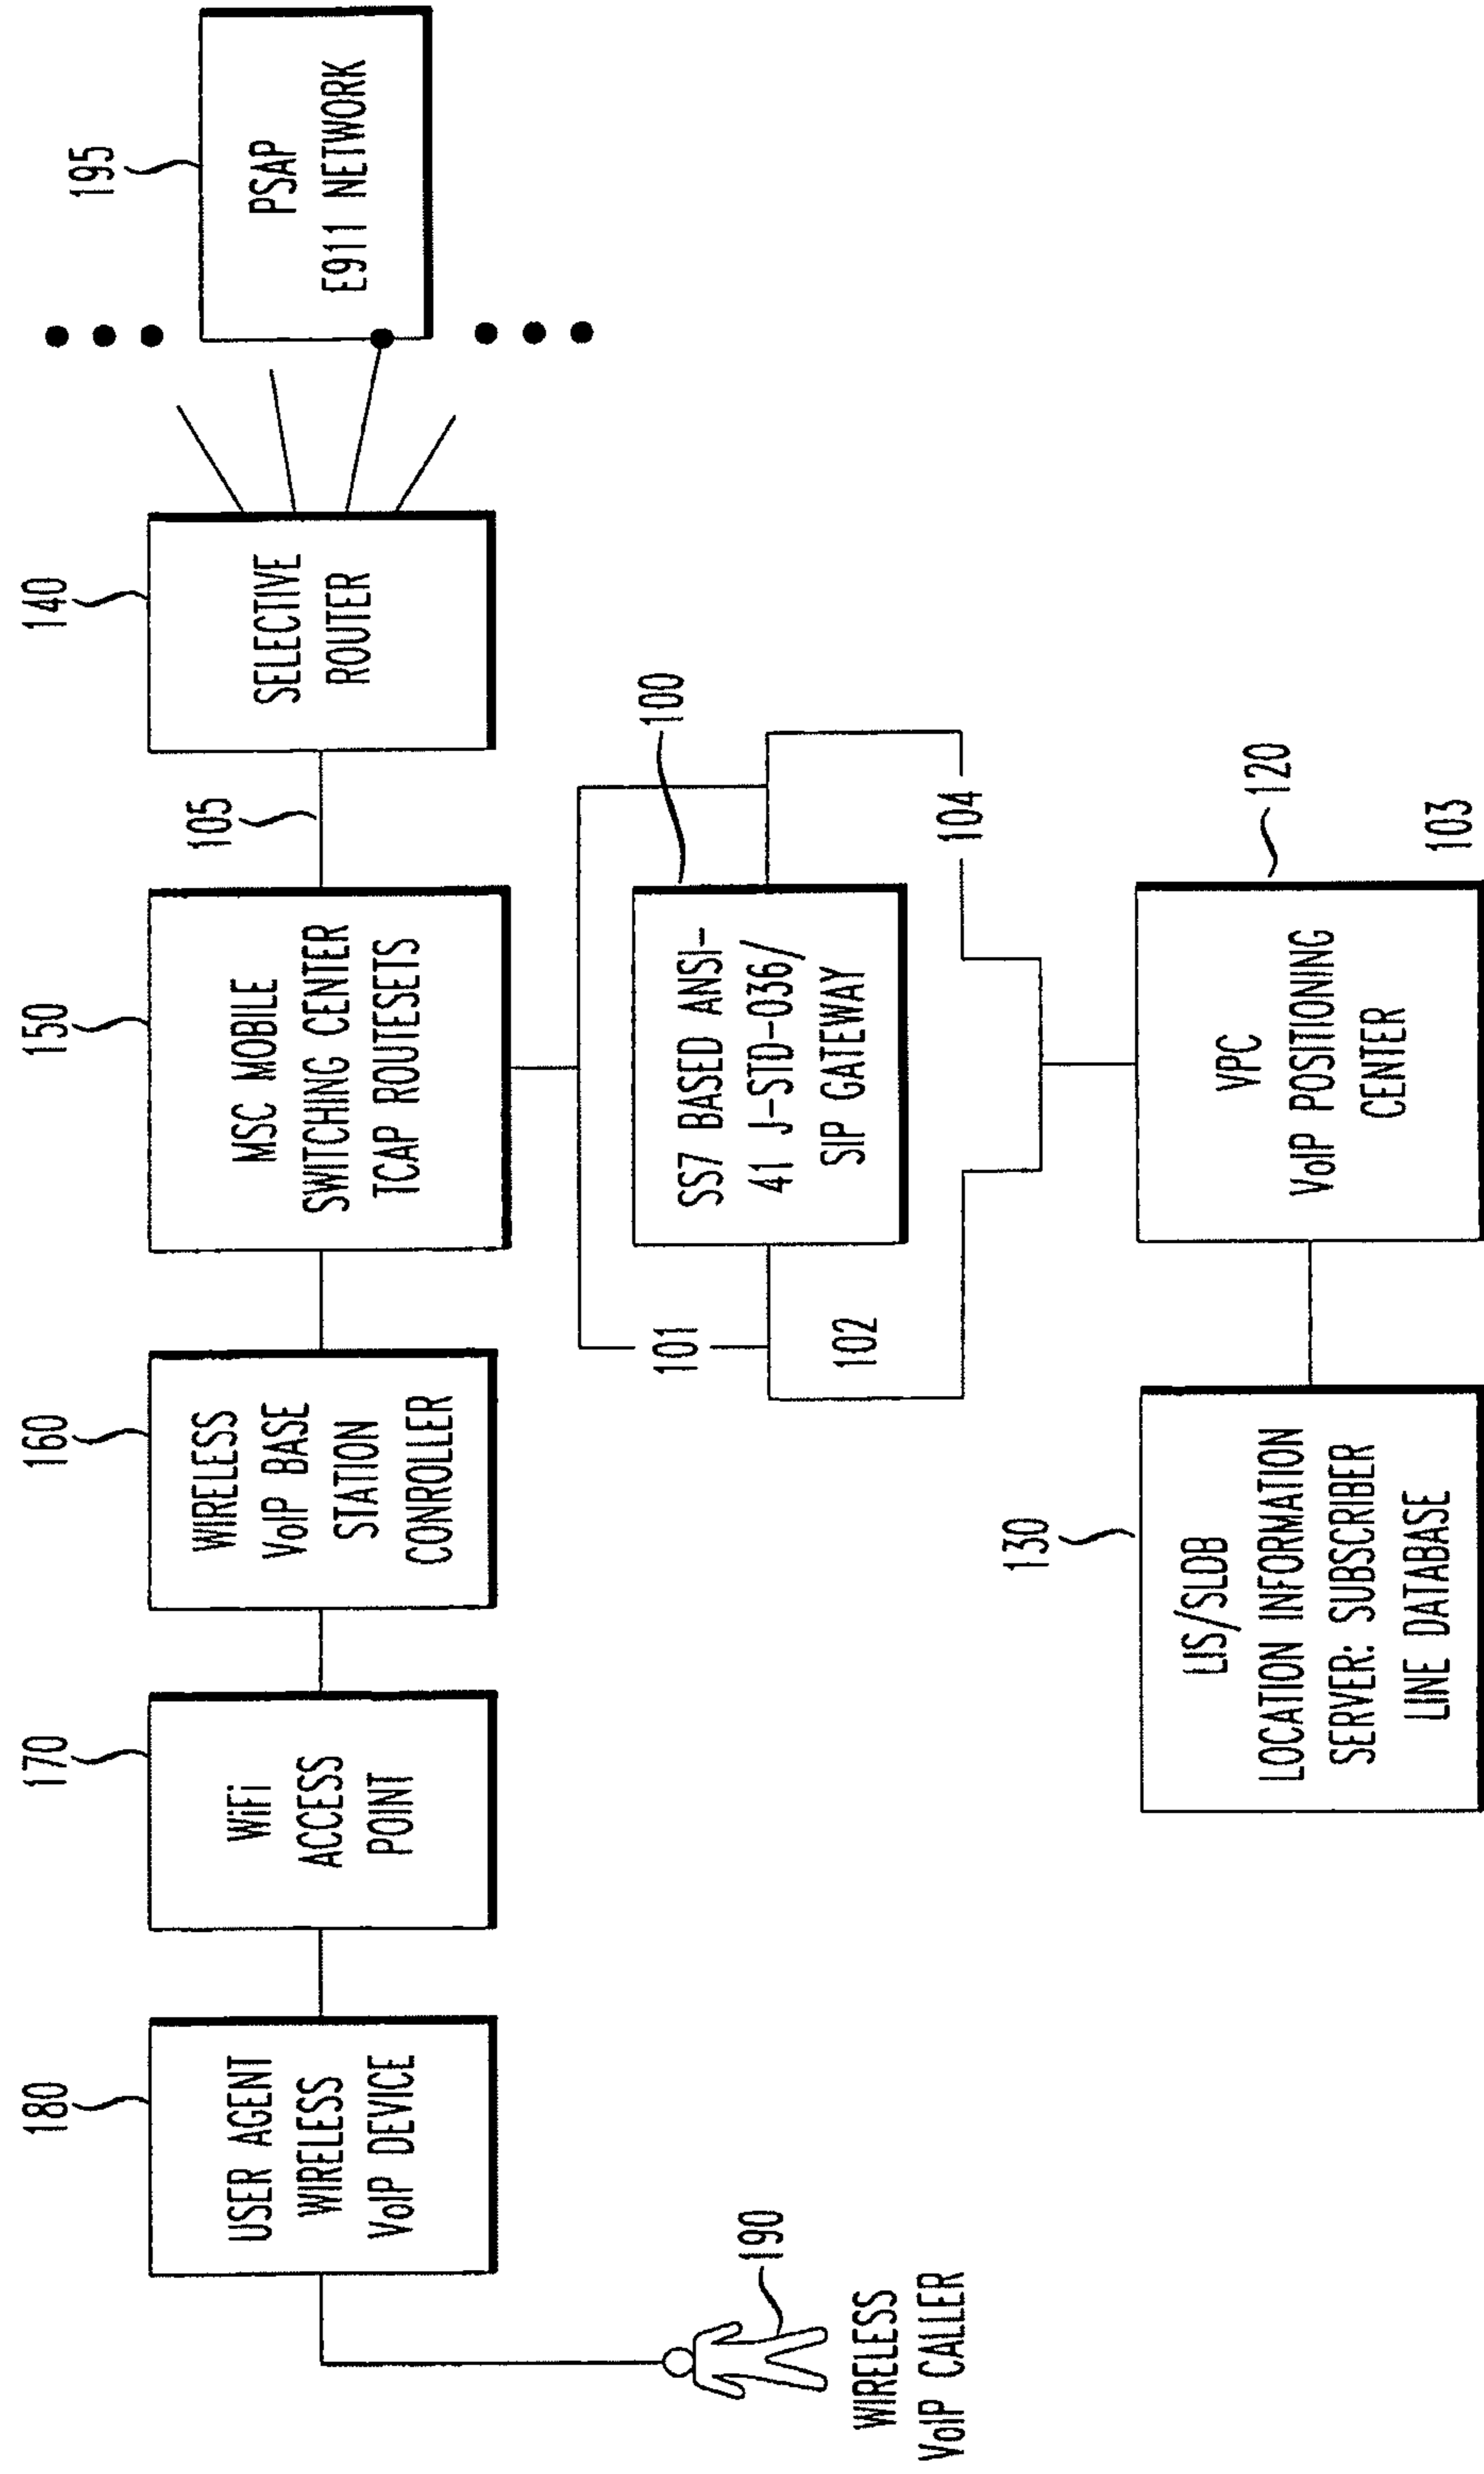 180
USER AGENT
WIRELESS
VoIP DEVICE
170
WiFi
ACCESS
POINT
160
WIRELESS
VoIP BASE
STATION
CONROLLER
150
MSC MOBILE
SWITCHING CENTER
TCAP ROUTESETS
105
140
SELECTIVE
ROUTER
195
PSAP
E911 NETWORK
190
WIRELESS
VoIP CALLER
101
102
100
SS7 BASED ANSI-
41 J-STD-036/
SIP GATEWAY
104
130
LIS/SLDB
LOCATION INFORMATION
SERVER: SUBSCRIBER
LINE DATABASE
120
VPC
VoIP POSITIONING
CENTER
103